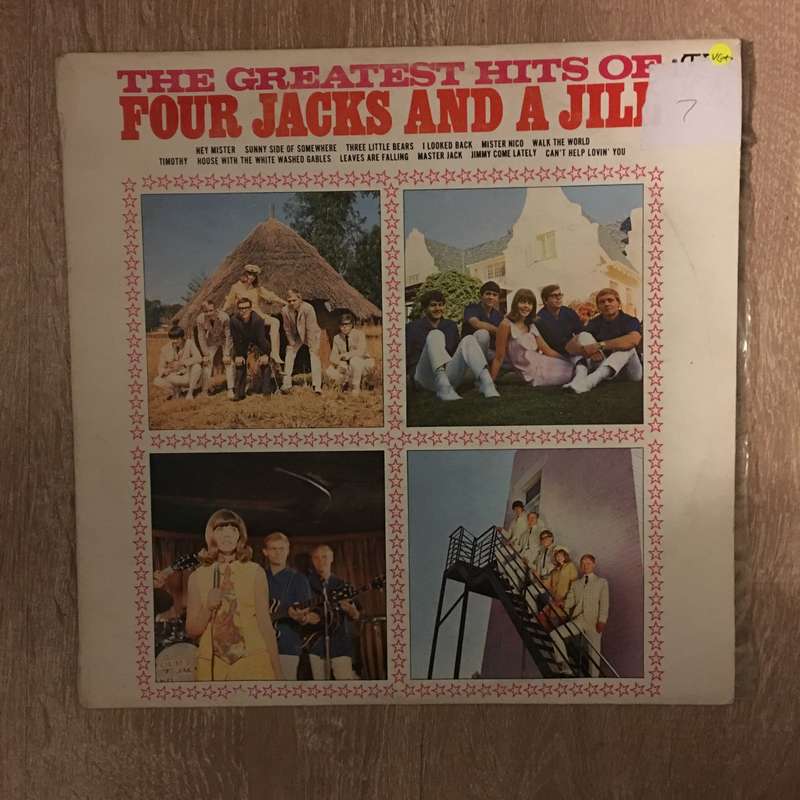 THE GREATEST HITS OF
FOUR JACKS AND A JILL
HEY MISTER SUNNY SIDE OF SOMEWHERE THREE LITTLE BEARS I LOOKED BACK MISTER NICO WALK THE WORLD
TIMOTHY HOUSE WITH THE WHITE WASHED GABLES LEAVES ARE FALLING MASTER JACK JIMMY COME LATELY CAN'T HELP LOVIN' YOU
VG+
7